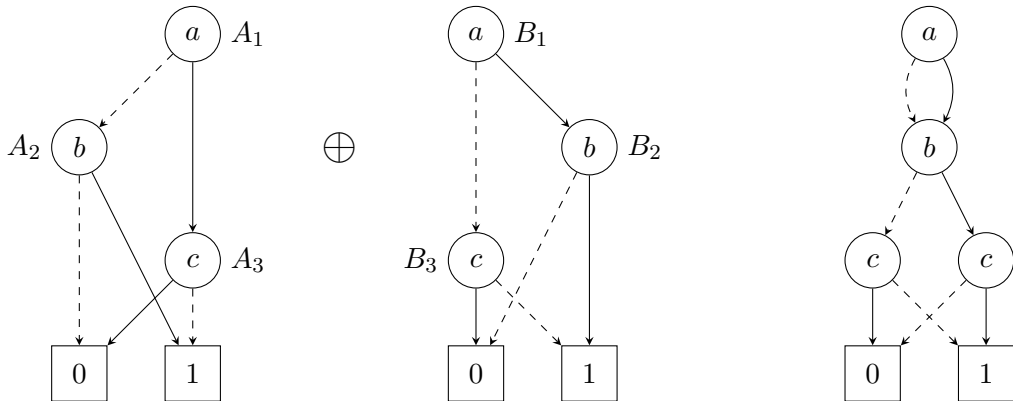 a A₁ a B₁ a
A₂ b ⊕ b B₂ b
c A₃ B₃ c c c
0 1 0 1 0 1